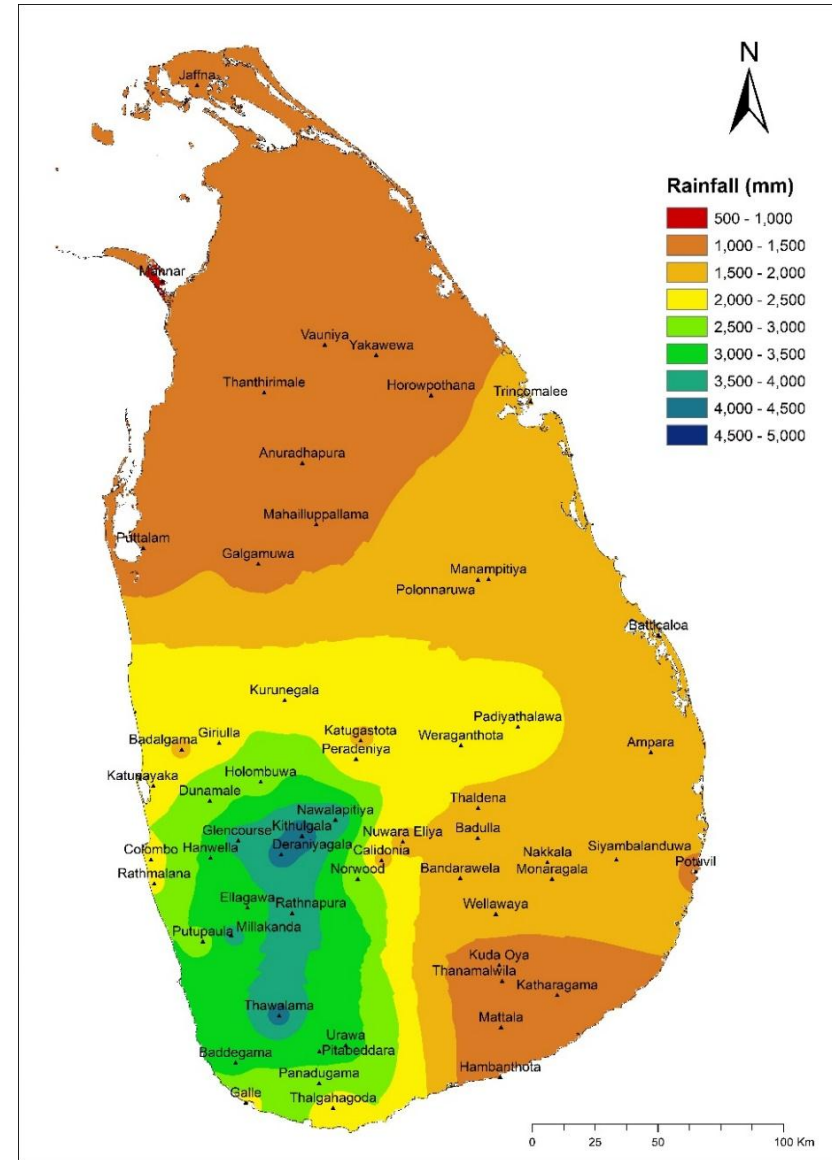 Jaffna
N
Rainfall (mm)
500 - 1,000
1,000 - 1,500
1,500 - 2,000
2,000 - 2,500
2,500 - 3,000
3,000 - 3,500
3,500 - 4,000
4,000 - 4,500
4,500 - 5,000
Mannar
Vauniya
Yakawewa
Thanthirimale
Horowpothana
Trincomalee
Anuradhapura
Mahailluppallama
Puttalam
Galgamuwa
Manampitiya
Polonnaruwa
Batticaloa
Kurunegala
Padiyathalawa
Badalgama
Giriulla
Katugastota
Weraganthota
Ampara
Peradeniya
Katunayaka
Holombuwa
Dunamale
Thaldena
Nawalapitiya
Glencourse
Kithulgala
Nuwara Eliya
Badulla
Colombo
Hanwella
Deraniyagala
Calidonia
Nakkala
Siyambalanduwa
Potuvil
Rathmalana
Norwood
Bandarawela
Monaragala
Ellagawa
Rathnapura
Wellawaya
Putupaula
Millakanda
Kuda Oya
Thanamalwila
Katharagama
Thawalama
Mattala
Urawa
Baddegama
Pitabeddara
Panadugama
Hambanthota
Galle
Thalgahagoda
0 25 50 100 Km